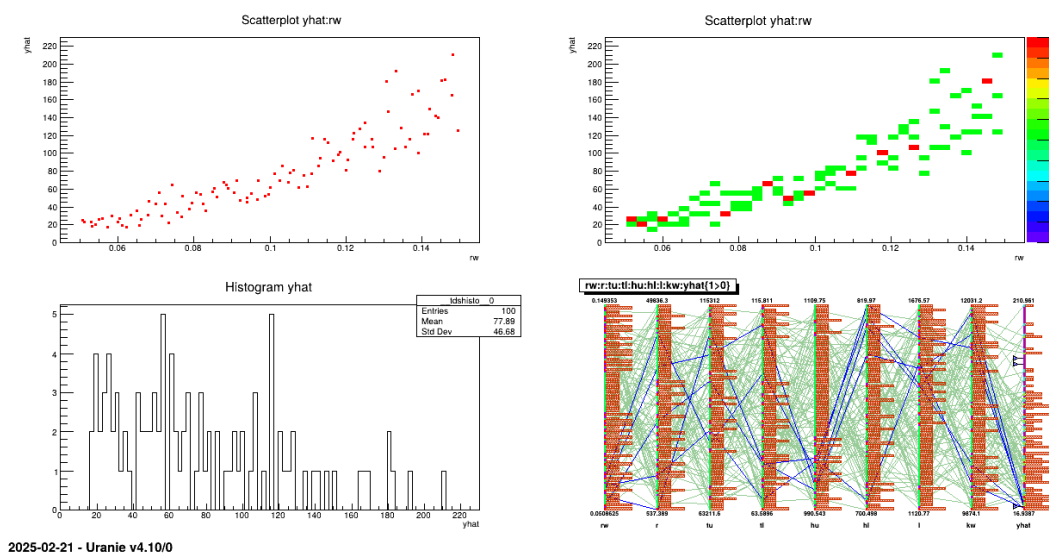 Scatterplot yhat:rw
yhat
220
200
180
160
140
120
100
80
60
40
20
0
0.06
0.08
0.1
0.12
0.14
rw
Scatterplot yhat:rw
yhat
220
200
180
160
140
120
100
80
60
40
20
0
0.06
0.08
0.1
0.12
0.14
rw
Histogram yhat
__tdshisto__0
Entries 100
Mean 77.89
Std Dev 46.68
5
4
3
2
1
0
0 20 40 60 80 100 120 140 160 180 200 220
yhat
rw:r:tu:tl:hu:hl:l:kw:yhat{1>0}
0.149353 49836.3 115312 115.811 1109.75 819.97 1676.57 12031.2 210.961
537.389 63211.6 63.5895 990.543 700.498 1120.77 9874.1 16.9387
rw r tu tl hu hl l kw yhat
2025-02-21 - Uranie v4.10/0